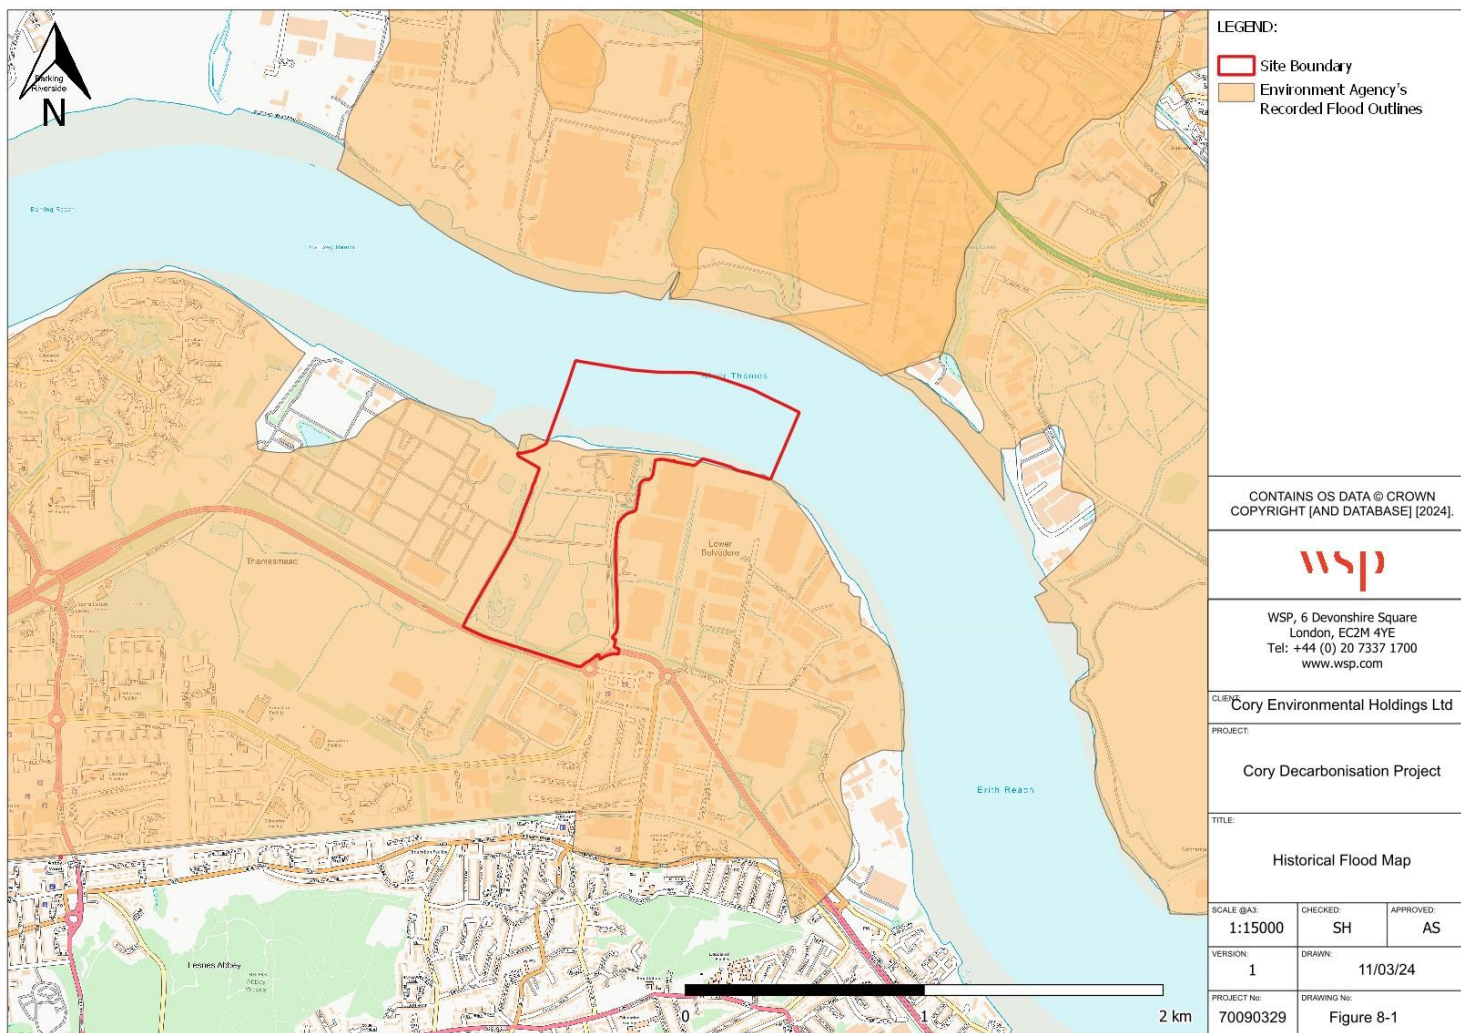 Barking
Riverside
N
Barking Reach
Halfway Reach
River Thames
Thamesmead
Lower
Belvedere
Erith Reach
Lesnes Abbey
0
1
2 km
LEGEND:
Site Boundary
Environment Agency's
Recorded Flood Outlines
CONTAINS OS DATA © CROWN
COPYRIGHT [AND DATABASE] [2024].
wsp
WSP, 6 Devonshire Square
London, EC2M 4YE
Tel: +44 (0) 20 7337 1700
www.wsp.com
CLIENT:
Cory Environmental Holdings Ltd
PROJECT:
Cory Decarbonisation Project
TITLE:
Historical Flood Map
SCALE @A3: CHECKED: APPROVED:
1:15000 SH AS
VERSION: DRAWN:
1 11/03/24
PROJECT No: DRAWING No:
70090329 Figure 8-1